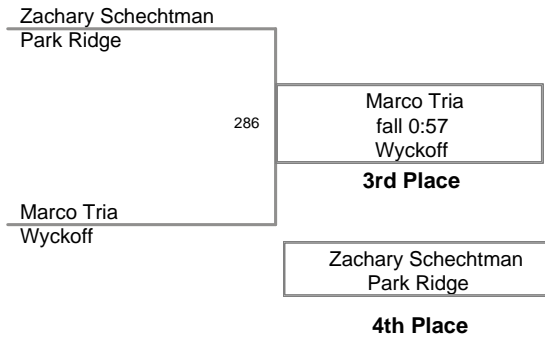 Zachary Schechtman
Park Ridge
286
Marco Tria
fall 0:57
Wyckoff
3rd Place
Marco Tria
Wyckoff
Zachary Schechtman
Park Ridge
4th Place